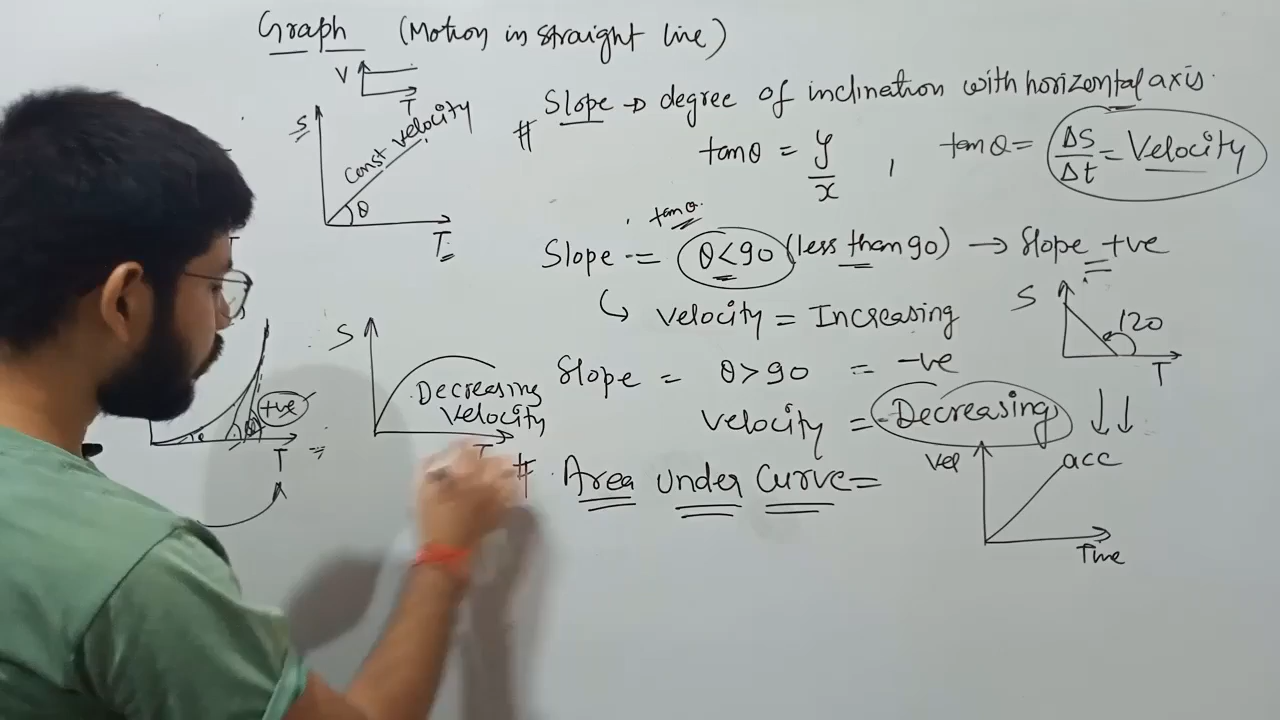 Graph (Motion in straight line)
V
T
S
Const velocity
θ
T
# Slope → degree of inclination with horizontal axis.
tanθ = y/x , tanθ = ΔS/Δt = Velocity
tanθ
Slope = θ<90 (less than 90) → Slope +ve
↳ velocity = Increasing
S
120
T
Slope = θ>90 = -ve
velocity = -Decreasing ↓↓
T
+ve
θ
T
S
Decreasing
velocity
T
# Area under Curve=
Vel
acc
Time